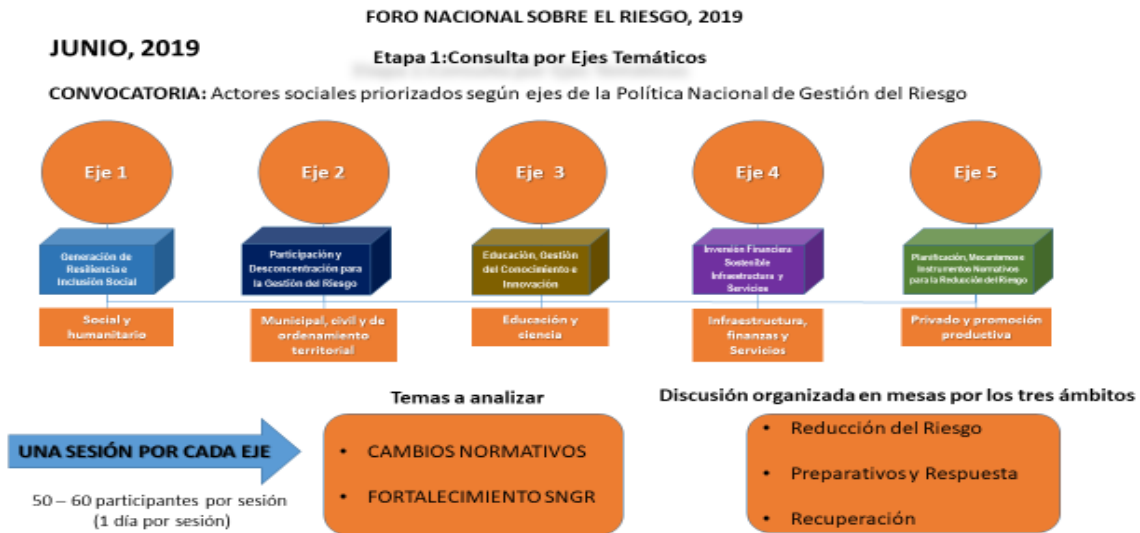 FORO NACIONAL SOBRE EL RIESGO, 2019
JUNIO, 2019
Etapa 1:Consulta por Ejes Temáticos
CONVOCATORIA: Actores sociales priorizados según ejes de la Política Nacional de Gestión del Riesgo
Eje 1
Eje 2
Eje 3
Eje 4
Eje 5
Generación de
Resiliencia e
Inclusión Social
Participación y
Desconcentración para
la Gestión del Riesgo
Educación, Gestión
del Conocimiento e
Innovación
Inversión Financiera
Sostenible
Infraestructura y
Servicios
Planificación, Mecanismos e
Instrumentos Normativos
para la Reducción del Riesgo
Social y
humanitario
Municipal, civil y de
ordenamiento
territorial
Educación y
ciencia
Infraestructura,
finanzas y
Servicios
Privado y promoción
productiva
UNA SESIÓN POR CADA EJE
50 – 60 participantes por sesión
(1 día por sesión)
Temas a analizar
• CAMBIOS NORMATIVOS
• FORTALECIMIENTO SNGR
Discusión organizada en mesas por los tres ámbitos
• Reducción del Riesgo
• Preparativos y Respuesta
• Recuperación